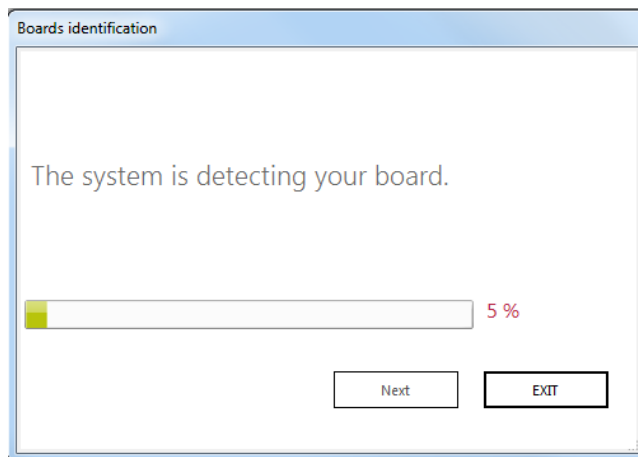 Boards identification
The system is detecting your board.
5 %
Next EXIT